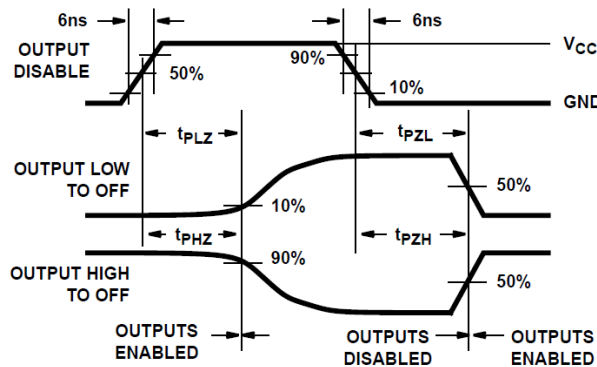 6ns
6ns
OUTPUT
DISABLE
90%
50%
10%
VCC
GND
tPLZ
tPZL
OUTPUT LOW
TO OFF
10%
50%
tPHZ
tPZH
OUTPUT HIGH
TO OFF
90%
50%
OUTPUTS
ENABLED
OUTPUTS
DISABLED
OUTPUTS
ENABLED